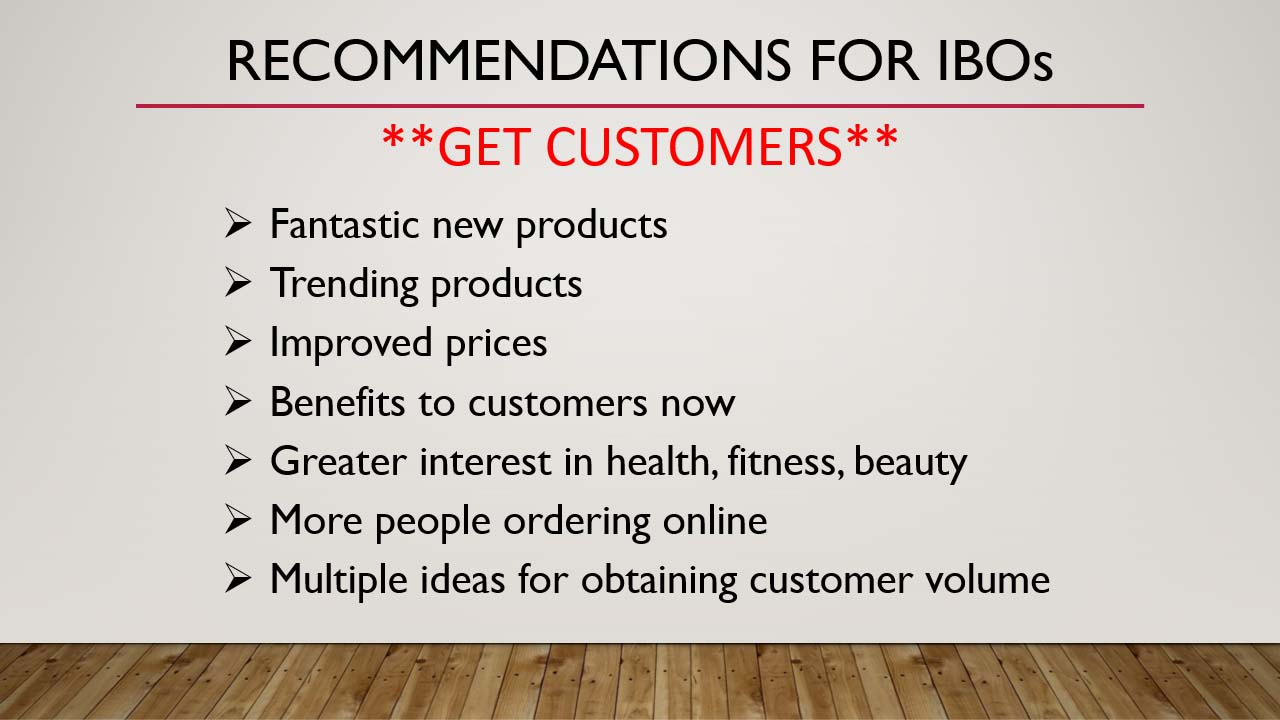 RECOMMENDATIONS FOR IBOs
**GET CUSTOMERS**
➢ Fantastic new products
➢ Trending products
➢ Improved prices
➢ Benefits to customers now
➢ Greater interest in health, fitness, beauty
➢ More people ordering online
➢ Multiple ideas for obtaining customer volume